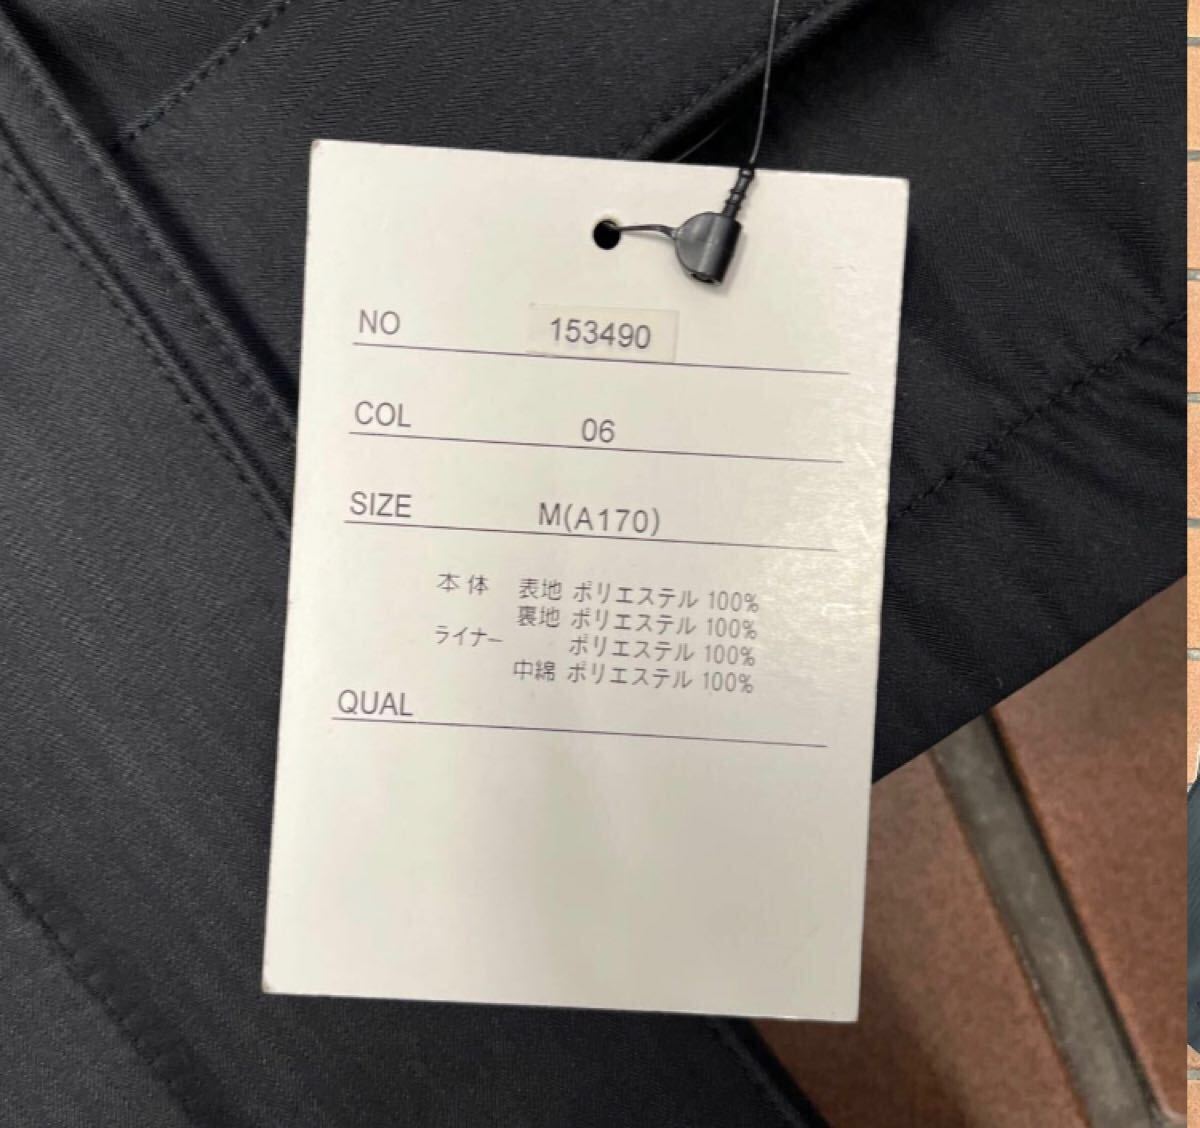 NO 153490
COL 06
SIZE M(A170)
本体 表地 ポリエステル 100%
裏地 ポリエステル 100%
ライナー ポリエステル 100%
中綿 ポリエステル 100%
QUAL